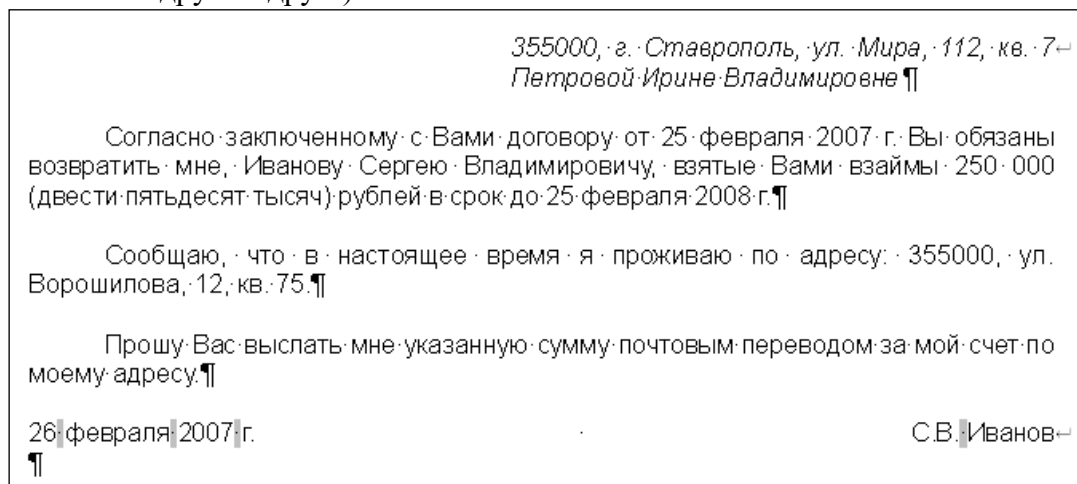 355000, г. Ставрополь, ул. Мира, 112, кв. 7
Петровой Ирине Владимировне ¶
Согласно заключенному с Вами договору от 25 февраля 2007 г. Вы обязаны
возвратить мне, Иванову Сергею Владимировичу, взятые Вами взаймы 250 000
(двести пятьдесят тысяч) рублей в срок до 25 февраля 2008 г.¶
Сообщаю, что в настоящее время я проживаю по адресу: 355000, ул.
Ворошилова, 12, кв. 75.¶
Прошу Вас выслать мне указанную сумму почтовым переводом за мой счет по
моему адресу.¶
26 февраля 2007 г. С.В. Иванов
¶